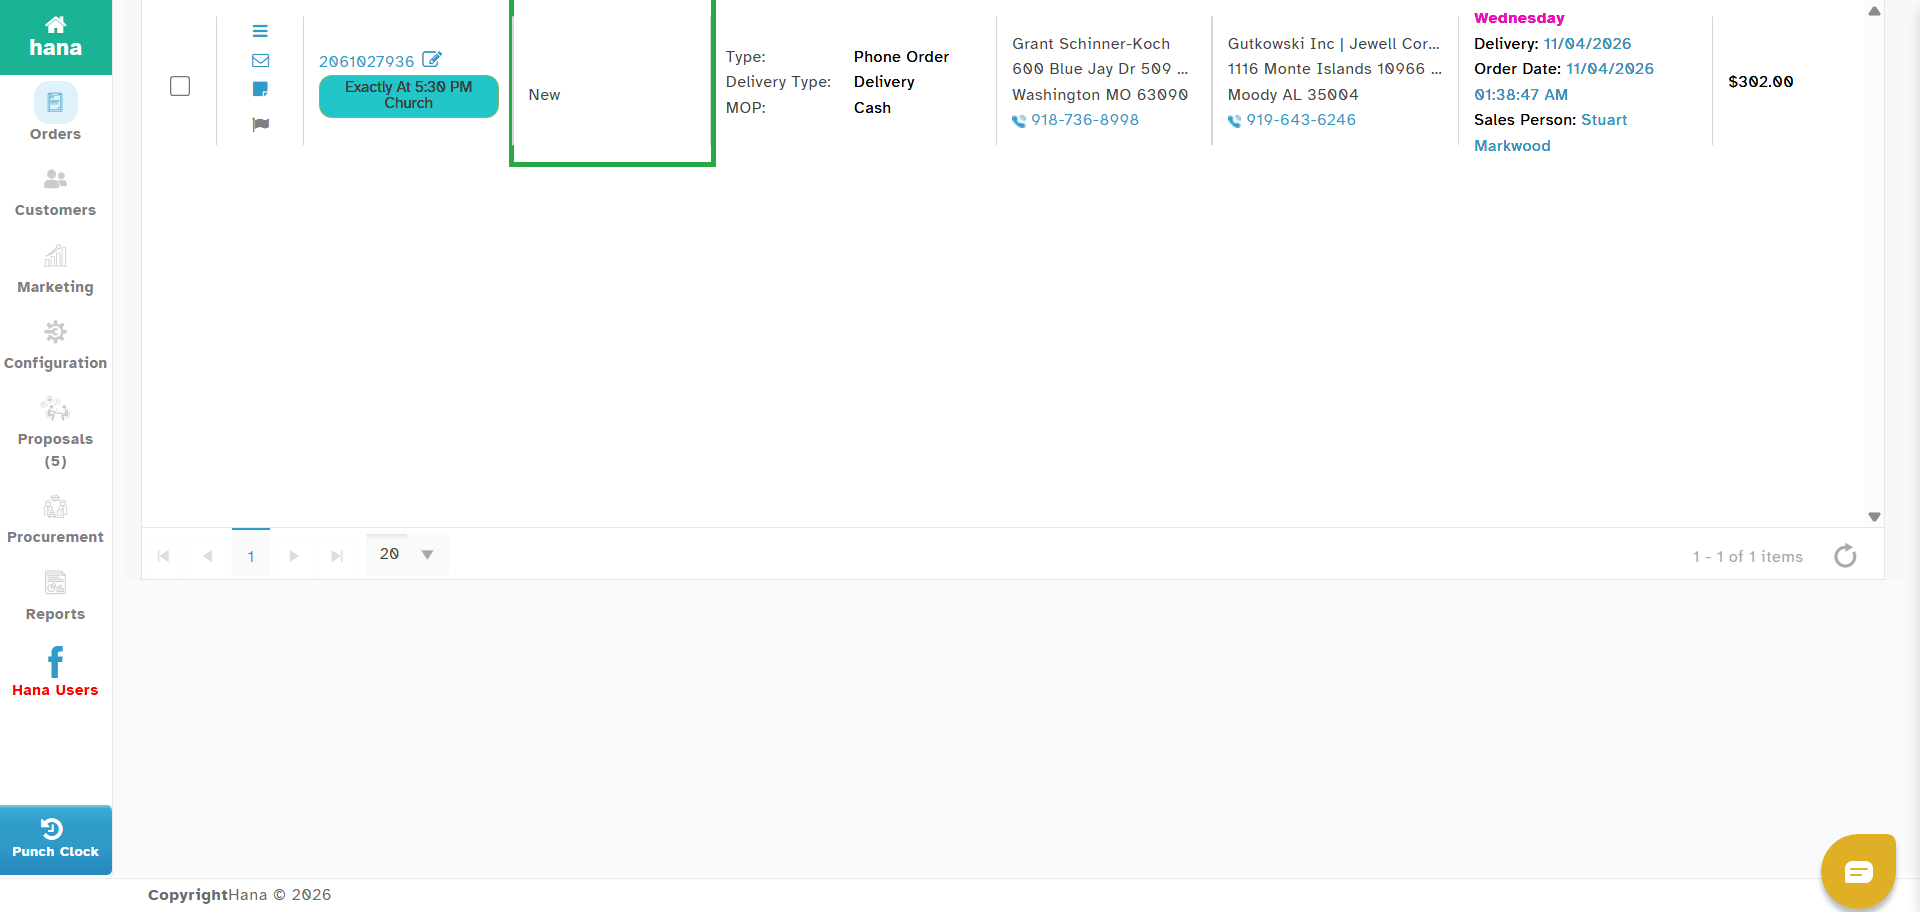 hana
Orders
Customers
Marketing
Configuration
Proposals
(5)
Procurement
Reports
Hana Users
Punch Clock
2061027936
Exactly At 5:30 PM
Church
New
Type: Phone Order
Delivery Type: Delivery
MOP: Cash
Grant Schinner-Koch
600 Blue Jay Dr 509 ...
Washington MO 63090
918-736-8998
Gutkowski Inc | Jewell Cor...
1116 Monte Islands 10966 ...
Moody AL 35004
919-643-6246
Wednesday
Delivery: 11/04/2026
Order Date: 11/04/2026
01:38:47 AM
Sales Person: Stuart
Markwood
$302.00
1
20
1 - 1 of 1 items
CopyrightHana © 2026